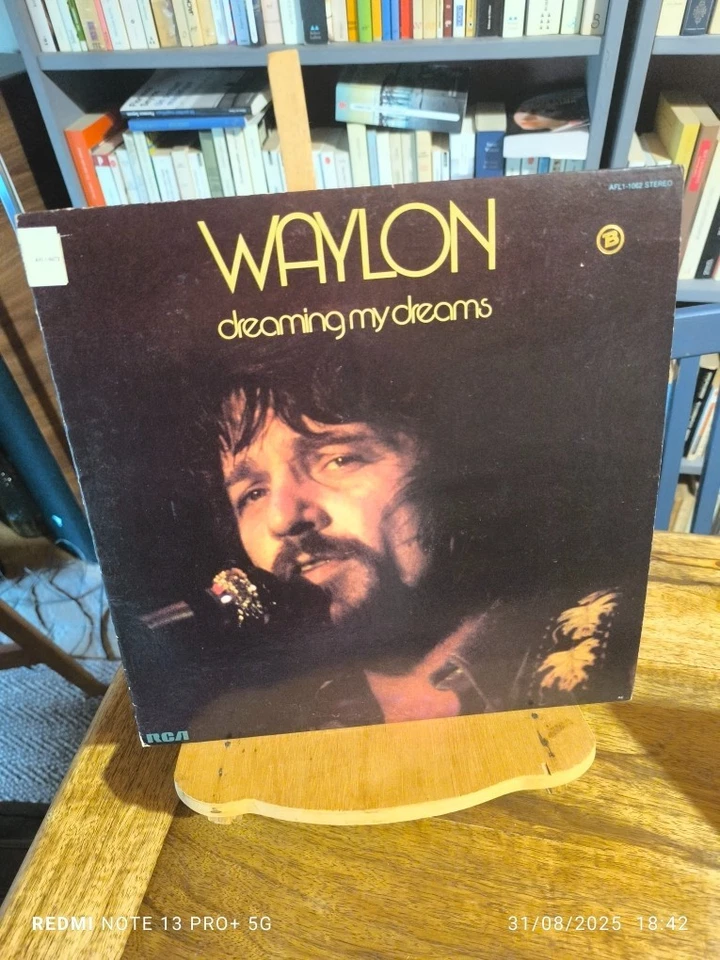 AFL1-1062 STEREO
WAYLON
B
dreaming my dreams
RCA
REDMI NOTE 13 PRO+ 5G
31/08/2025 18:42